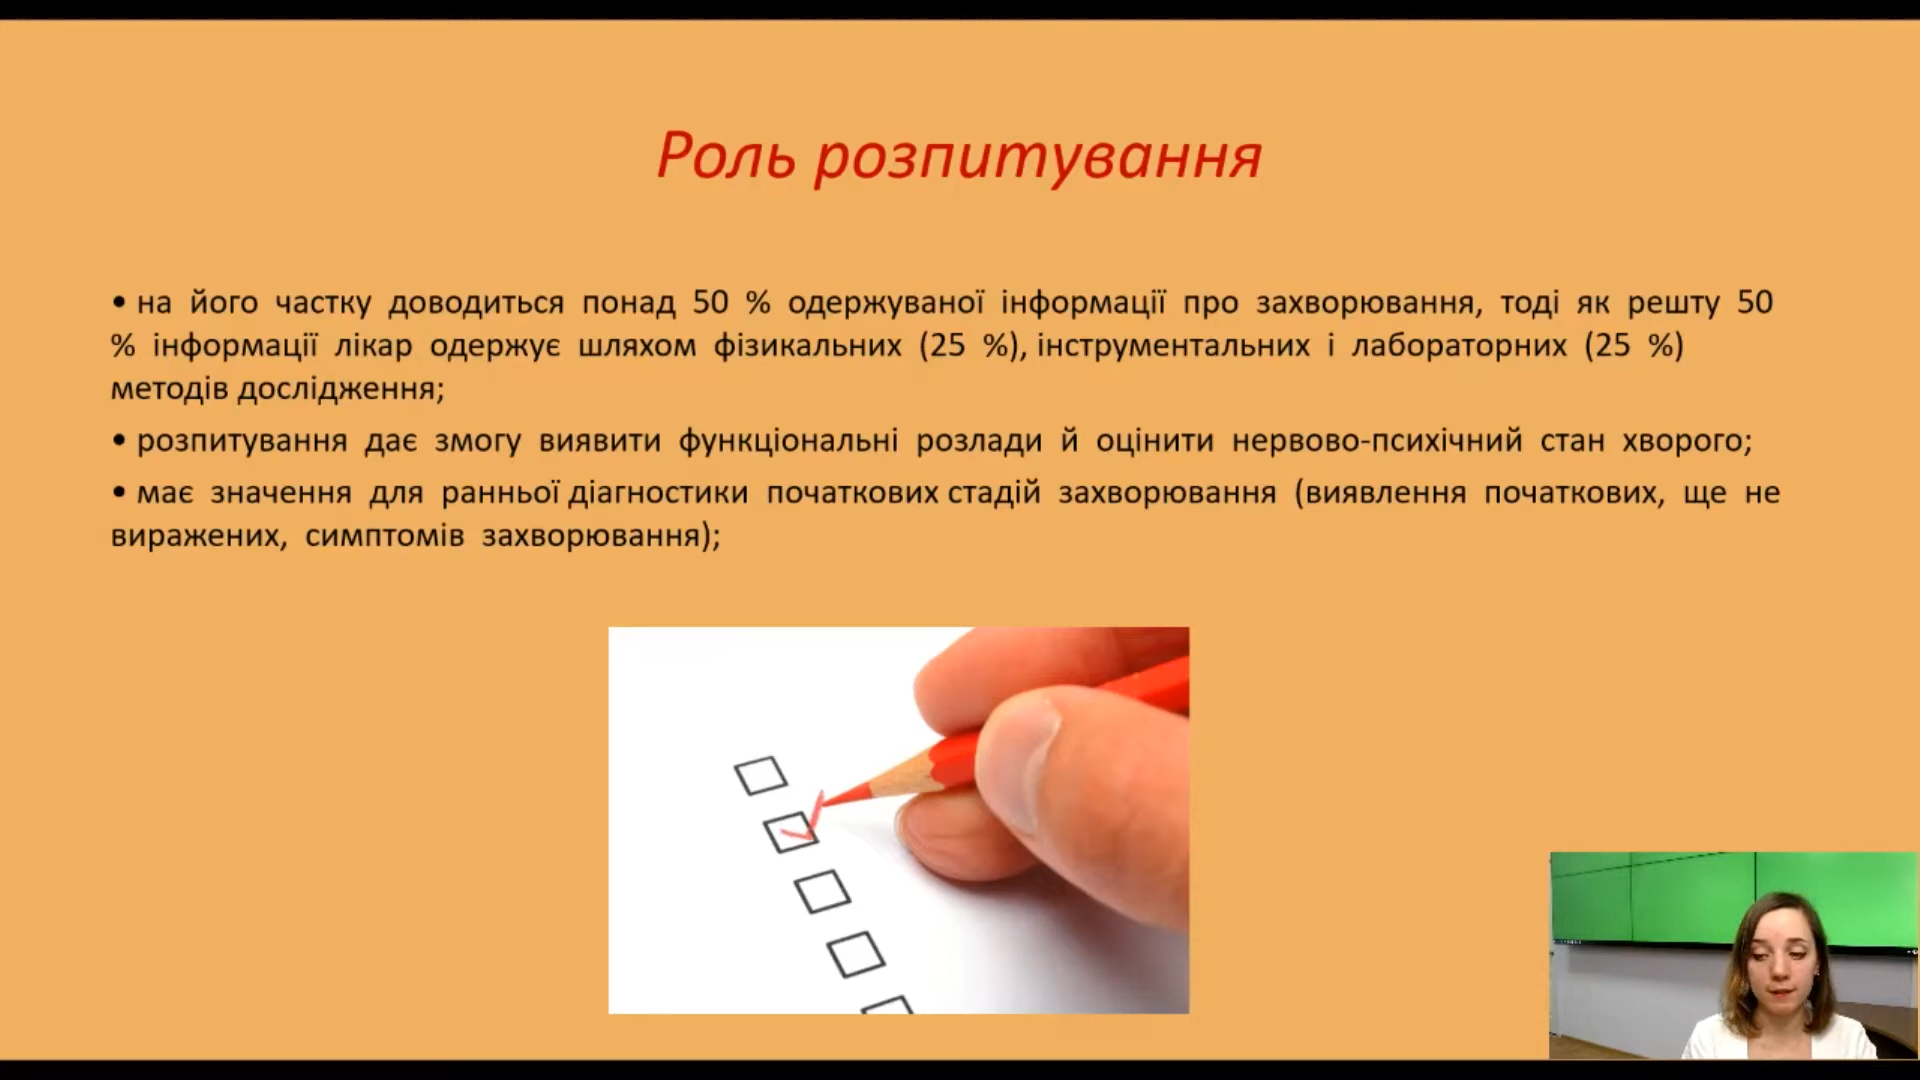 Роль розпитування
• на його частку доводиться понад 50 % одержуваної інформації про захворювання, тоді як решту 50
% інформації лікар одержує шляхом фізикальних (25 %), інструментальних і лабораторних (25 %)
методів дослідження;
• розпитування дає змогу виявити функціональні розлади й оцінити нервово-психічний стан хворого;
• має значення для ранньої діагностики початкових стадій захворювання (виявлення початкових, ще не
виражених, симптомів захворювання);